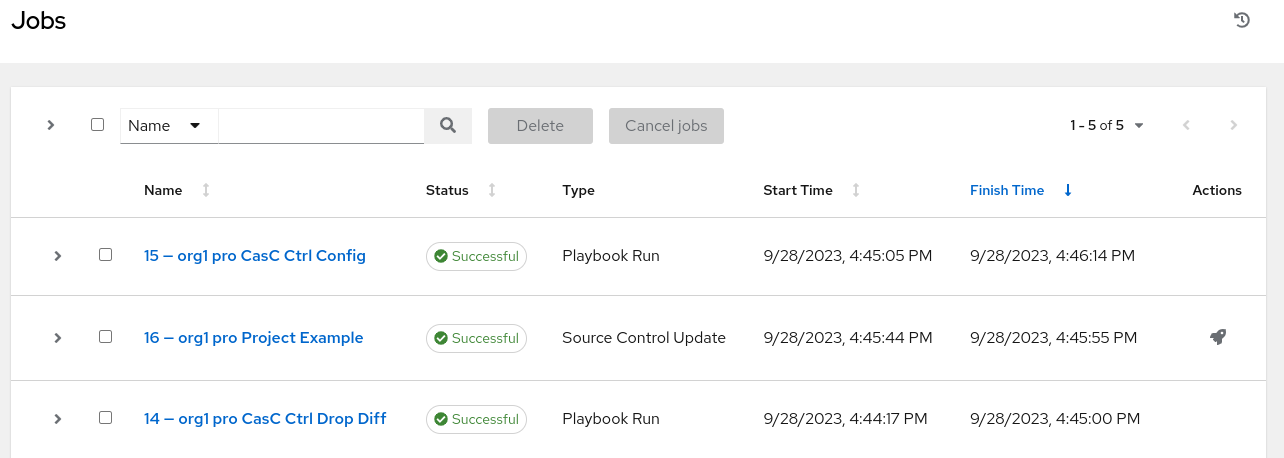 Jobs
Name Delete Cancel jobs 1 - 5 of 5
Name Status Type Start Time Finish Time Actions
15 — org1 pro CasC Ctrl Config Successful Playbook Run 9/28/2023, 4:45:05 PM 9/28/2023, 4:46:14 PM
16 — org1 pro Project Example Successful Source Control Update 9/28/2023, 4:45:44 PM 9/28/2023, 4:45:55 PM
14 — org1 pro CasC Ctrl Drop Diff Successful Playbook Run 9/28/2023, 4:44:17 PM 9/28/2023, 4:45:00 PM